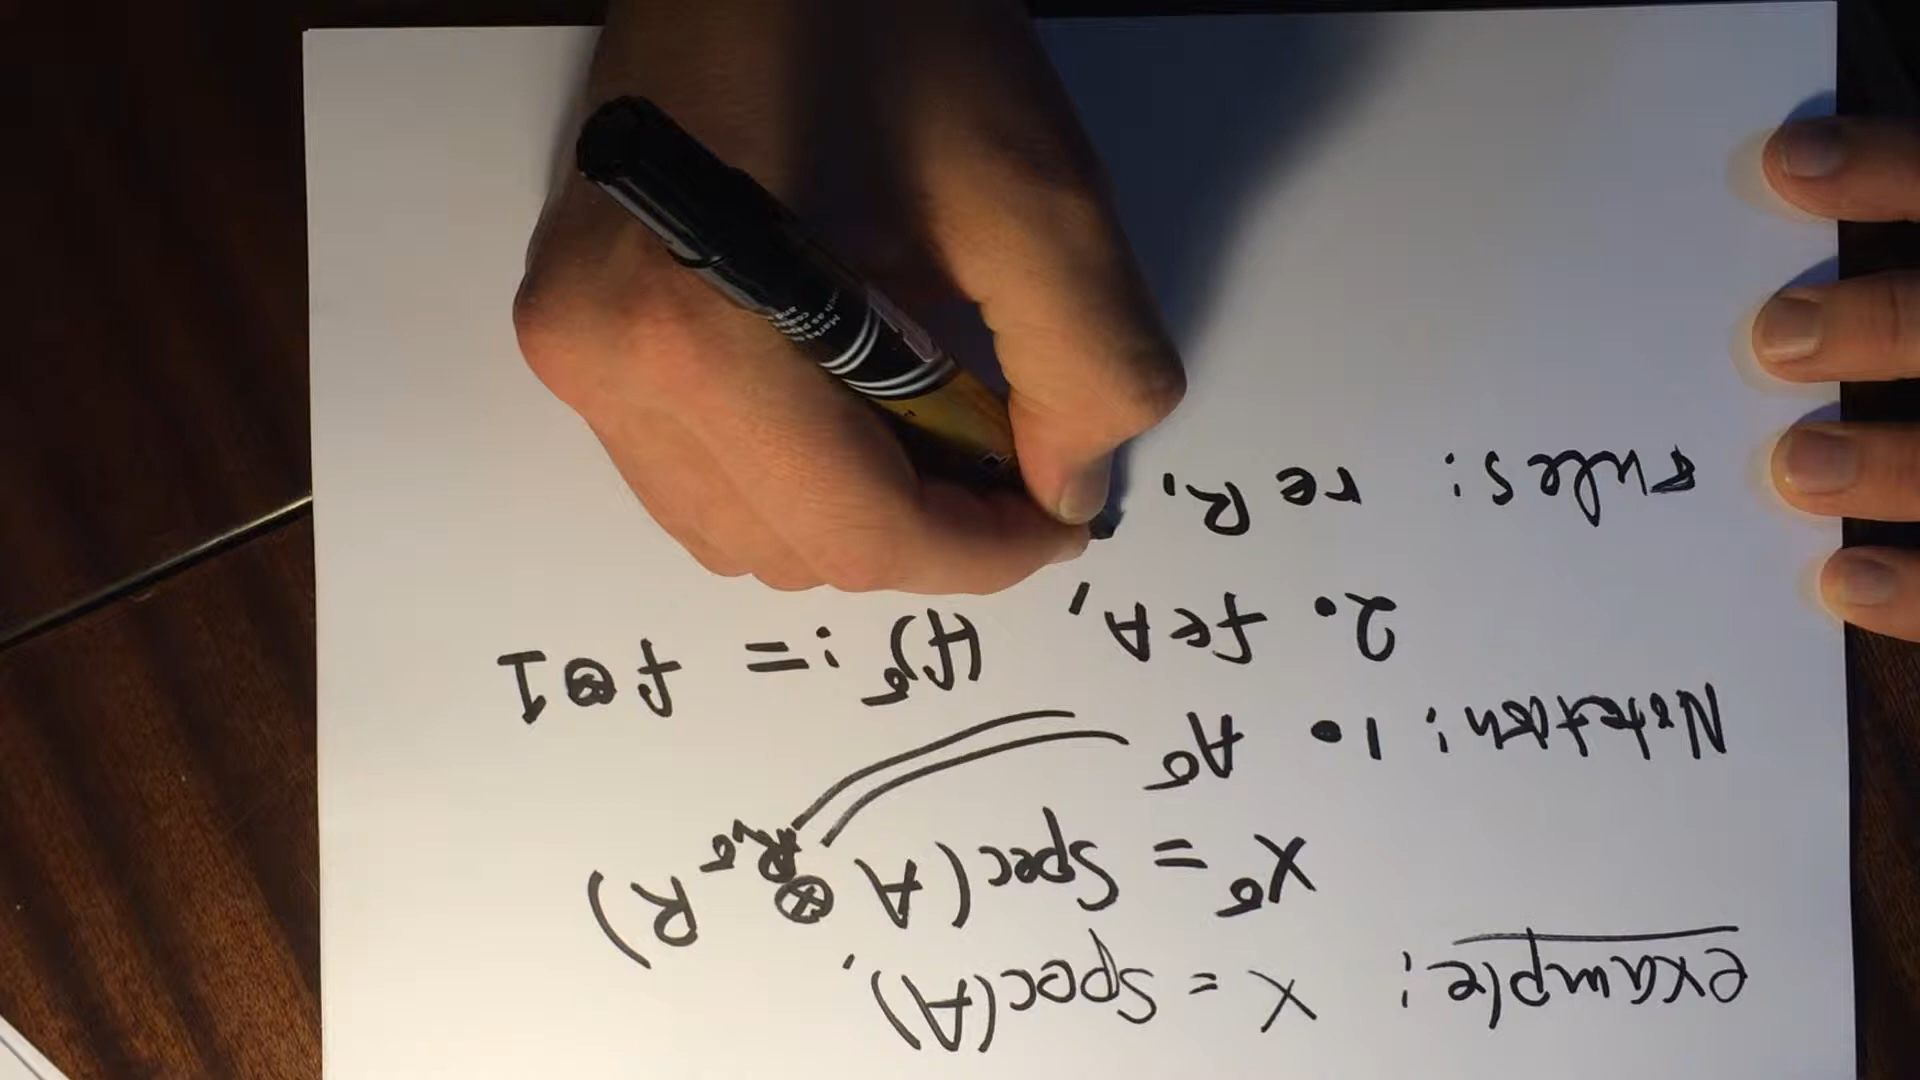 example: X = Spec(A),
X^σ = Spec(A ⊗_{R,σ} R)
Notation: 1. A^σ
2. f∈A, (f)^σ := f⊗1
rules: r∈R,